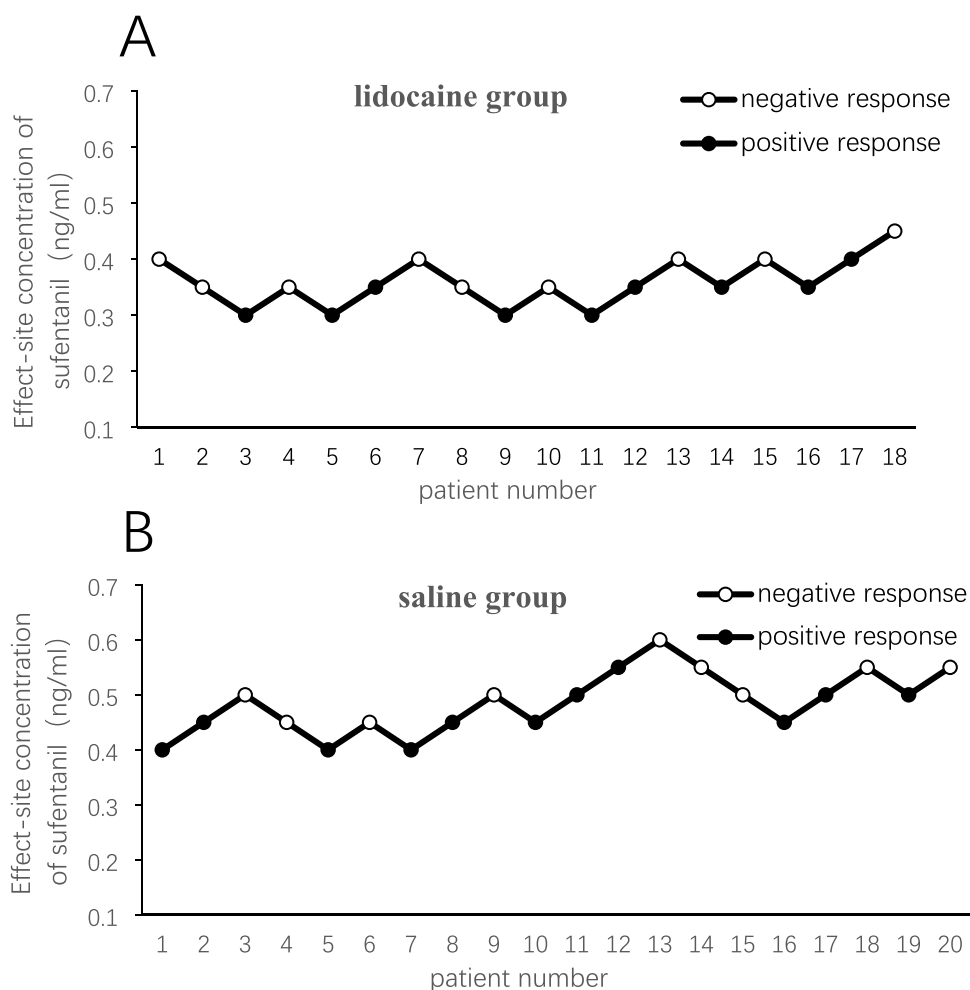 A
lidocaine group
negative response
positive response
Effect-site concentration of
sufentanil (ng/ml)
0.7
0.6
0.5
0.4
0.3
0.2
0.1
1 2 3 4 5 6 7 8 9 10 11 12 13 14 15 16 17 18
patient number
B
saline group
negative response
positive response
Effect-site concentration
of sufentanil (ng/ml)
0.7
0.6
0.5
0.4
0.3
0.2
0.1
1 2 3 4 5 6 7 8 9 10 11 12 13 14 15 16 17 18 19 20
patient number